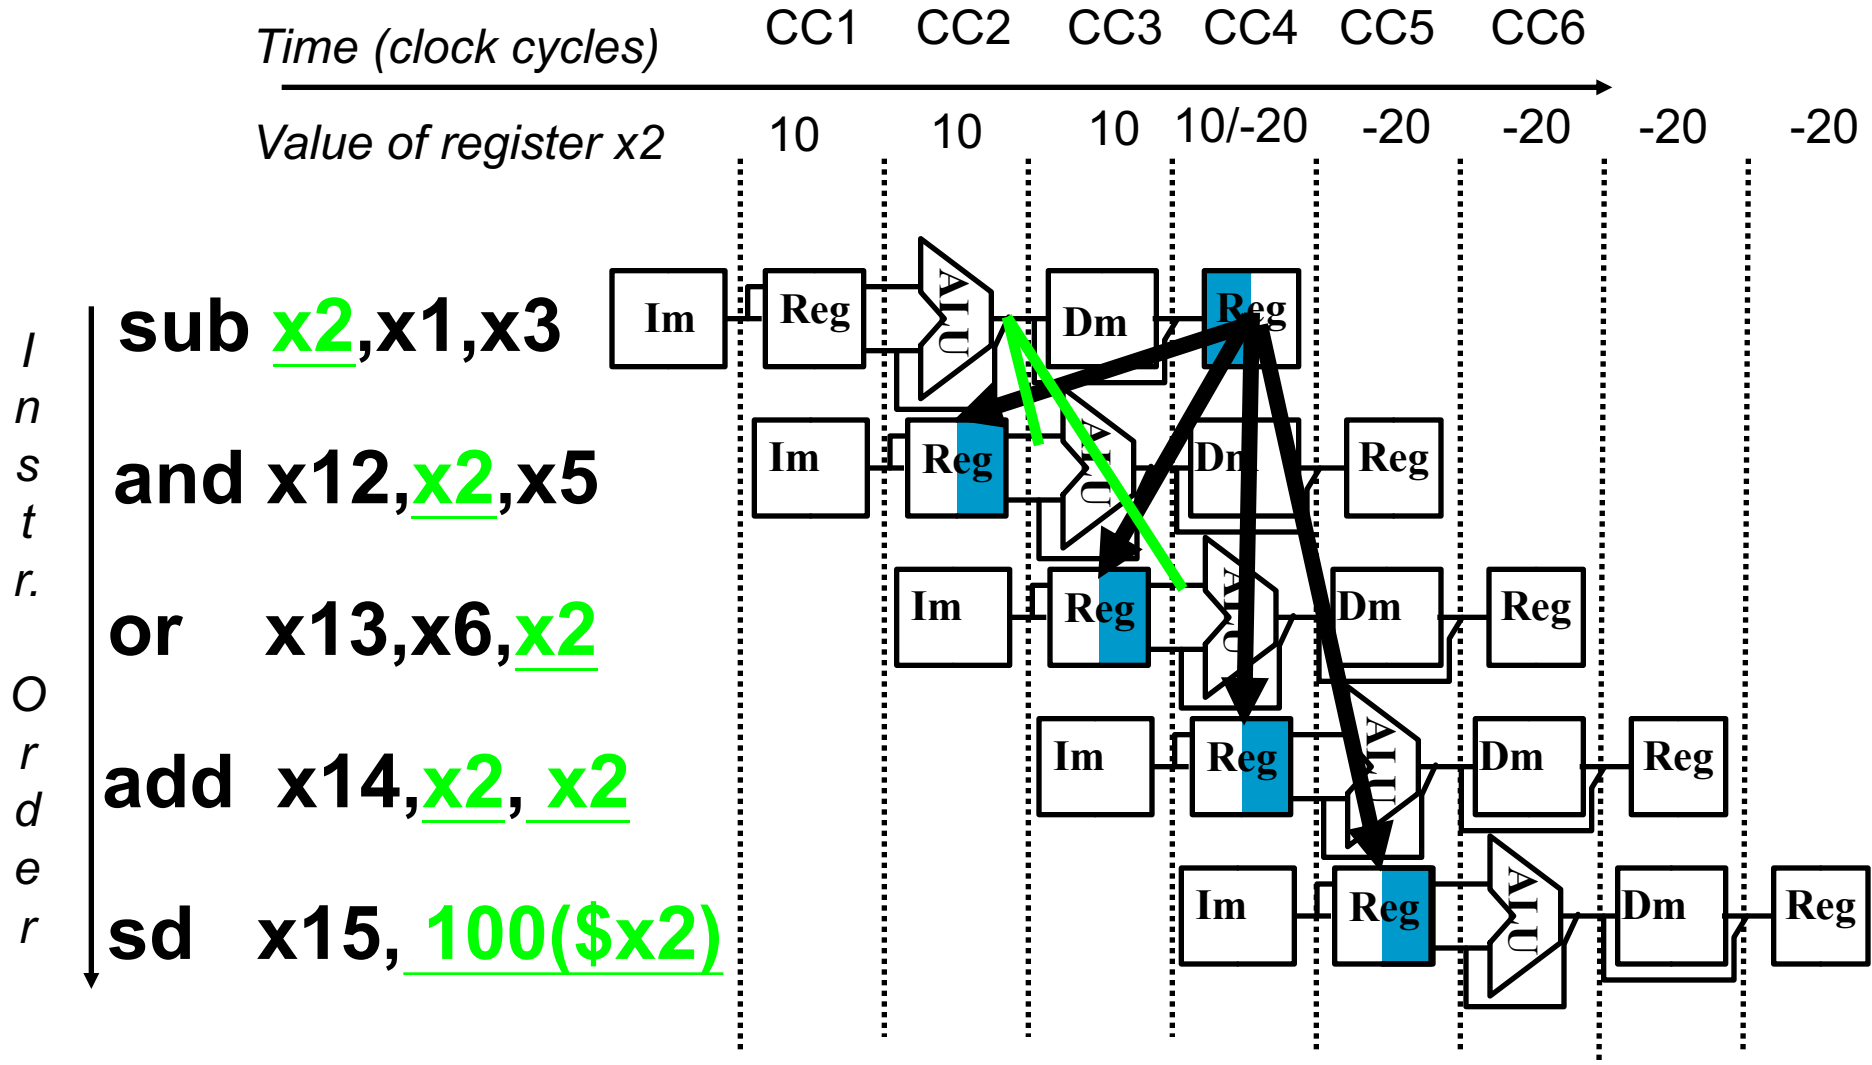 CC1 CC2 CC3 CC4 CC5 CC6
Time (clock cycles)
Value of register x2 10 10 10 10/-20 -20 -20 -20 -20
Instr. Order
sub x2,x1,x3 Im Reg ALU Dm Reg
and x12,x2,x5 Im Reg ALU Dm Reg
or x13,x6,x2 Im Reg ALU Dm Reg
add x14,x2, x2 Im Reg ALU Dm Reg
sd x15, 100($x2) Im Reg ALU Dm Reg